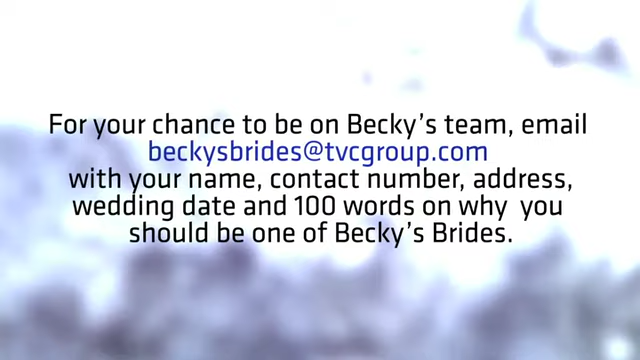 For your chance to be on Becky's team, email
beckysbrides@tvcgroup.com
with your name, contact number, address,
wedding date and 100 words on why you
should be one of Becky's Brides.